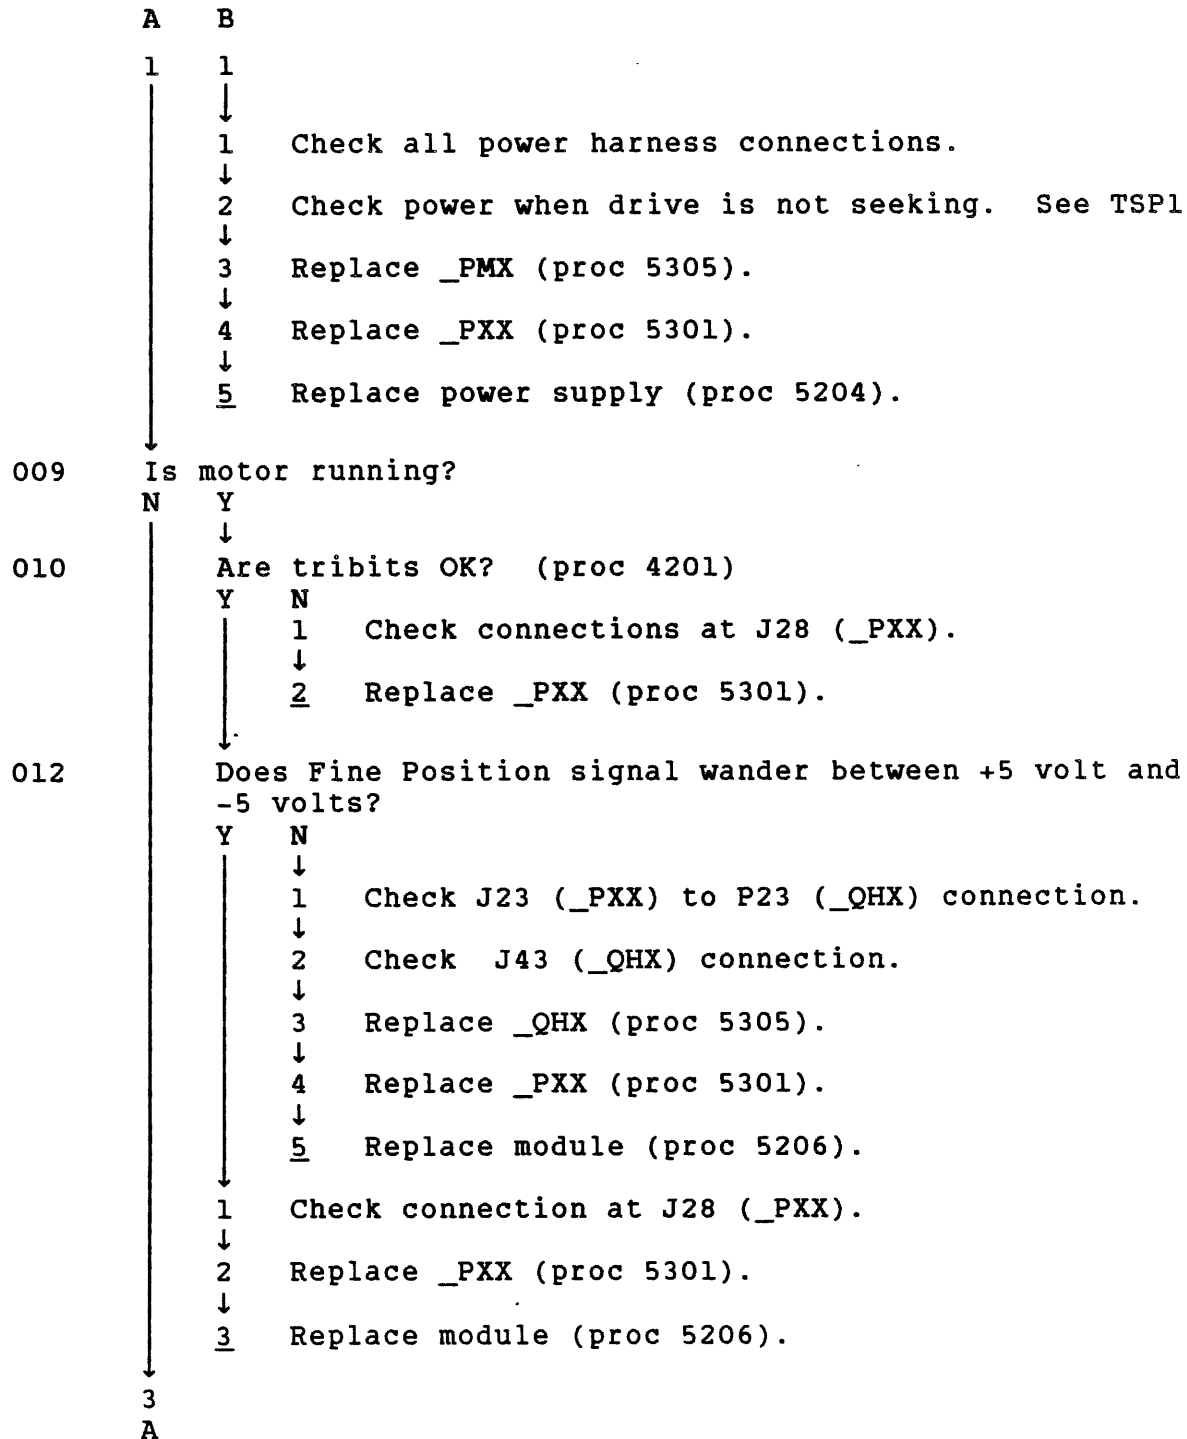 A B
1 1
↓
1 Check all power harness connections.
↓
2 Check power when drive is not seeking. See TSP1
↓
3 Replace _PMX (proc 5305).
↓
4 Replace _PXX (proc 5301).
↓
5 Replace power supply (proc 5204).
009 Is motor running?
N Y
↓
010 Are tribits OK? (proc 4201)
Y N
1 Check connections at J28 (_PXX).
↓
2 Replace _PXX (proc 5301).
012 Does Fine Position signal wander between +5 volt and
-5 volts?
Y N
↓
1 Check J23 (_PXX) to P23 (_QHX) connection.
↓
2 Check J43 (_QHX) connection.
↓
3 Replace _QHX (proc 5305).
↓
4 Replace _PXX (proc 5301).
↓
5 Replace module (proc 5206).
1 Check connection at J28 (_PXX).
↓
2 Replace _PXX (proc 5301).
↓
3 Replace module (proc 5206).
3
A